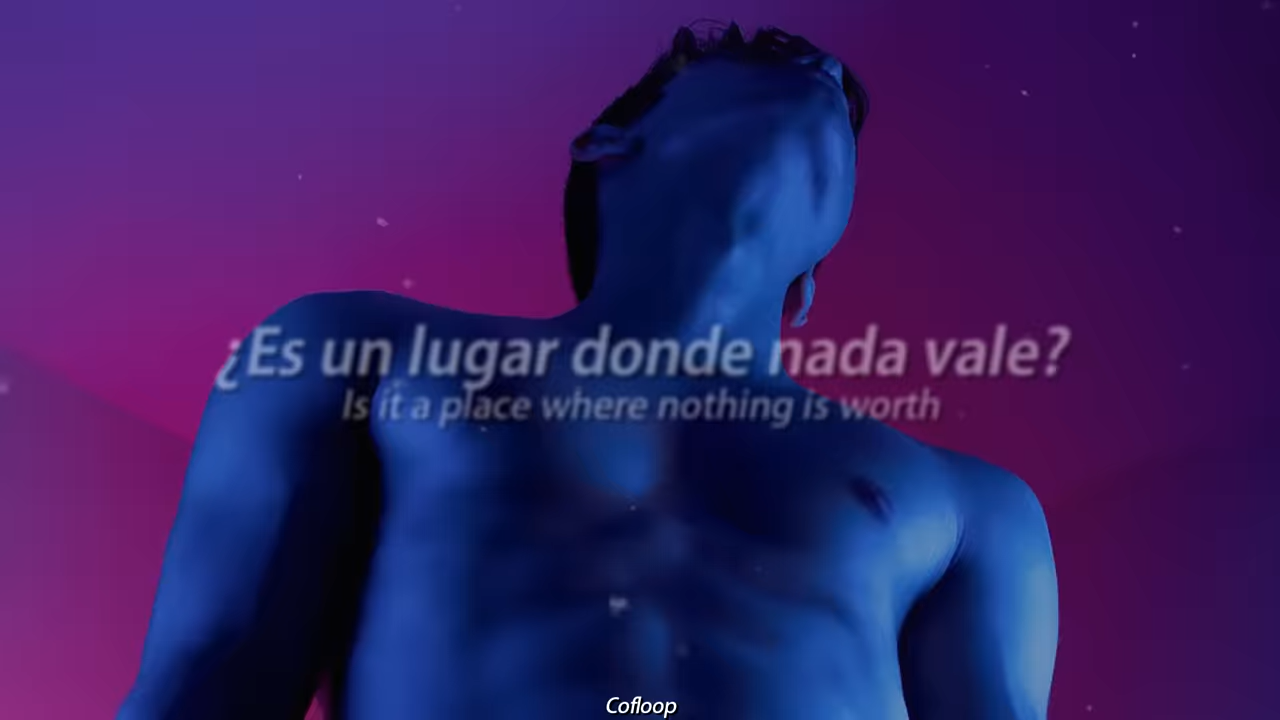 ¿Es un lugar donde nada vale?
Is it a place where nothing is worth
Cofloop